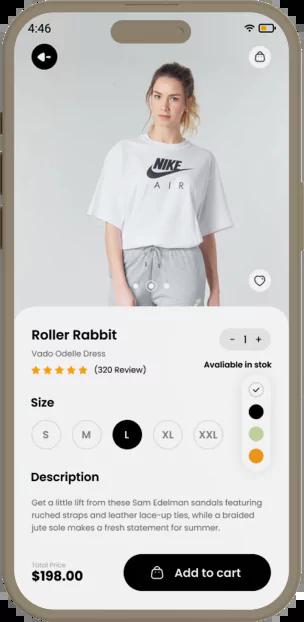 4:46
NIKE
AIR
Roller Rabbit
- 1 +
Vado Odelle Dress
Avaliable in stok
(320 Review)
Size
S M L XL XXL
Description
Get a little lift from these Sam Edelman sandals featuring
ruched straps and leather lace-up ties, while a braided
jute sole makes a fresh statement for summer.
Total Price
$198.00
Add to cart